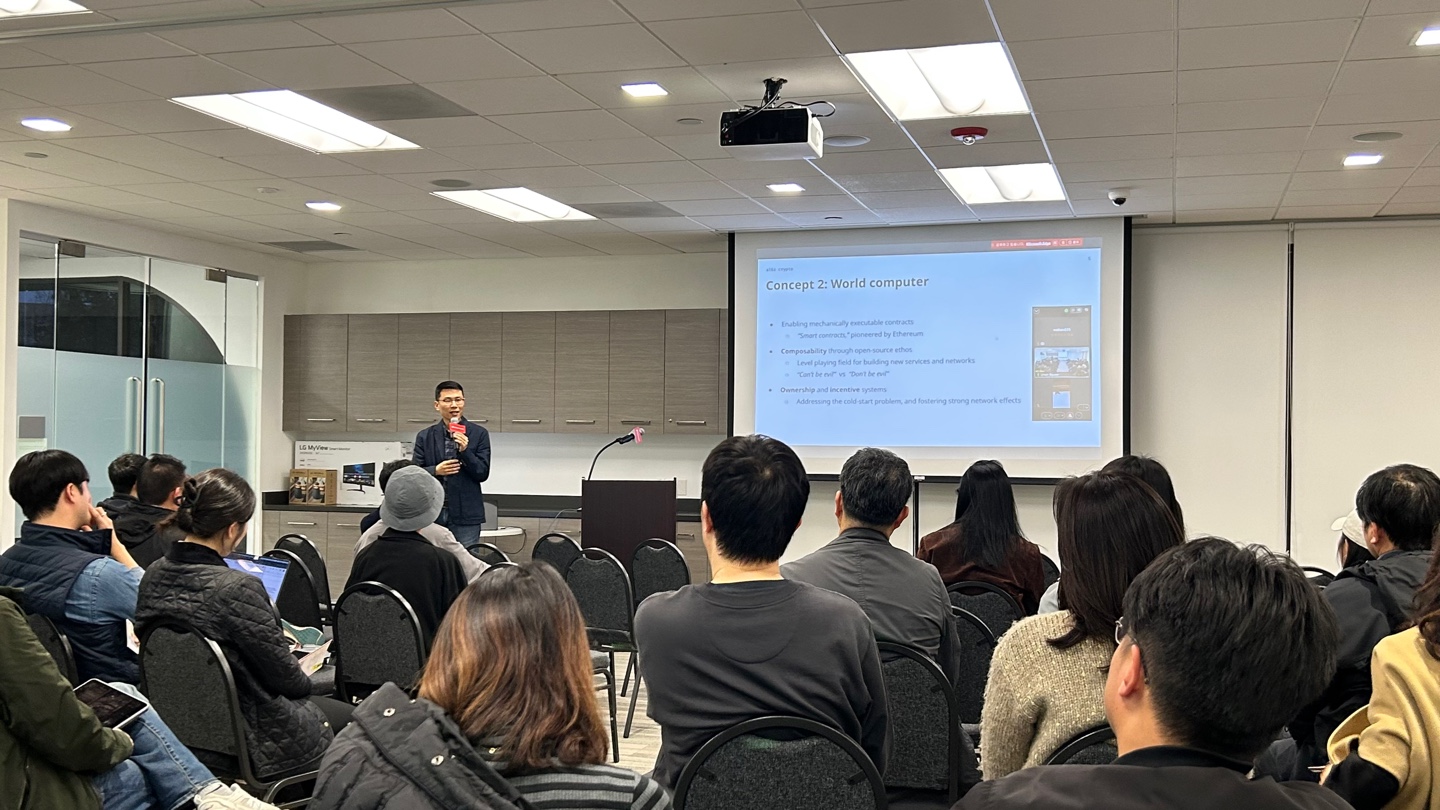 a16z crypto
Concept 2: World computer
Enabling mechanically executable contracts
"Smart contracts," pioneered by Ethereum
Composability through open-source ethos
Level playing field for building new services and networks
"Can't be evil" vs "Don't be evil"
Ownership and incentive systems
Addressing the cold-start problem, and fostering strong network effects
LG MyView